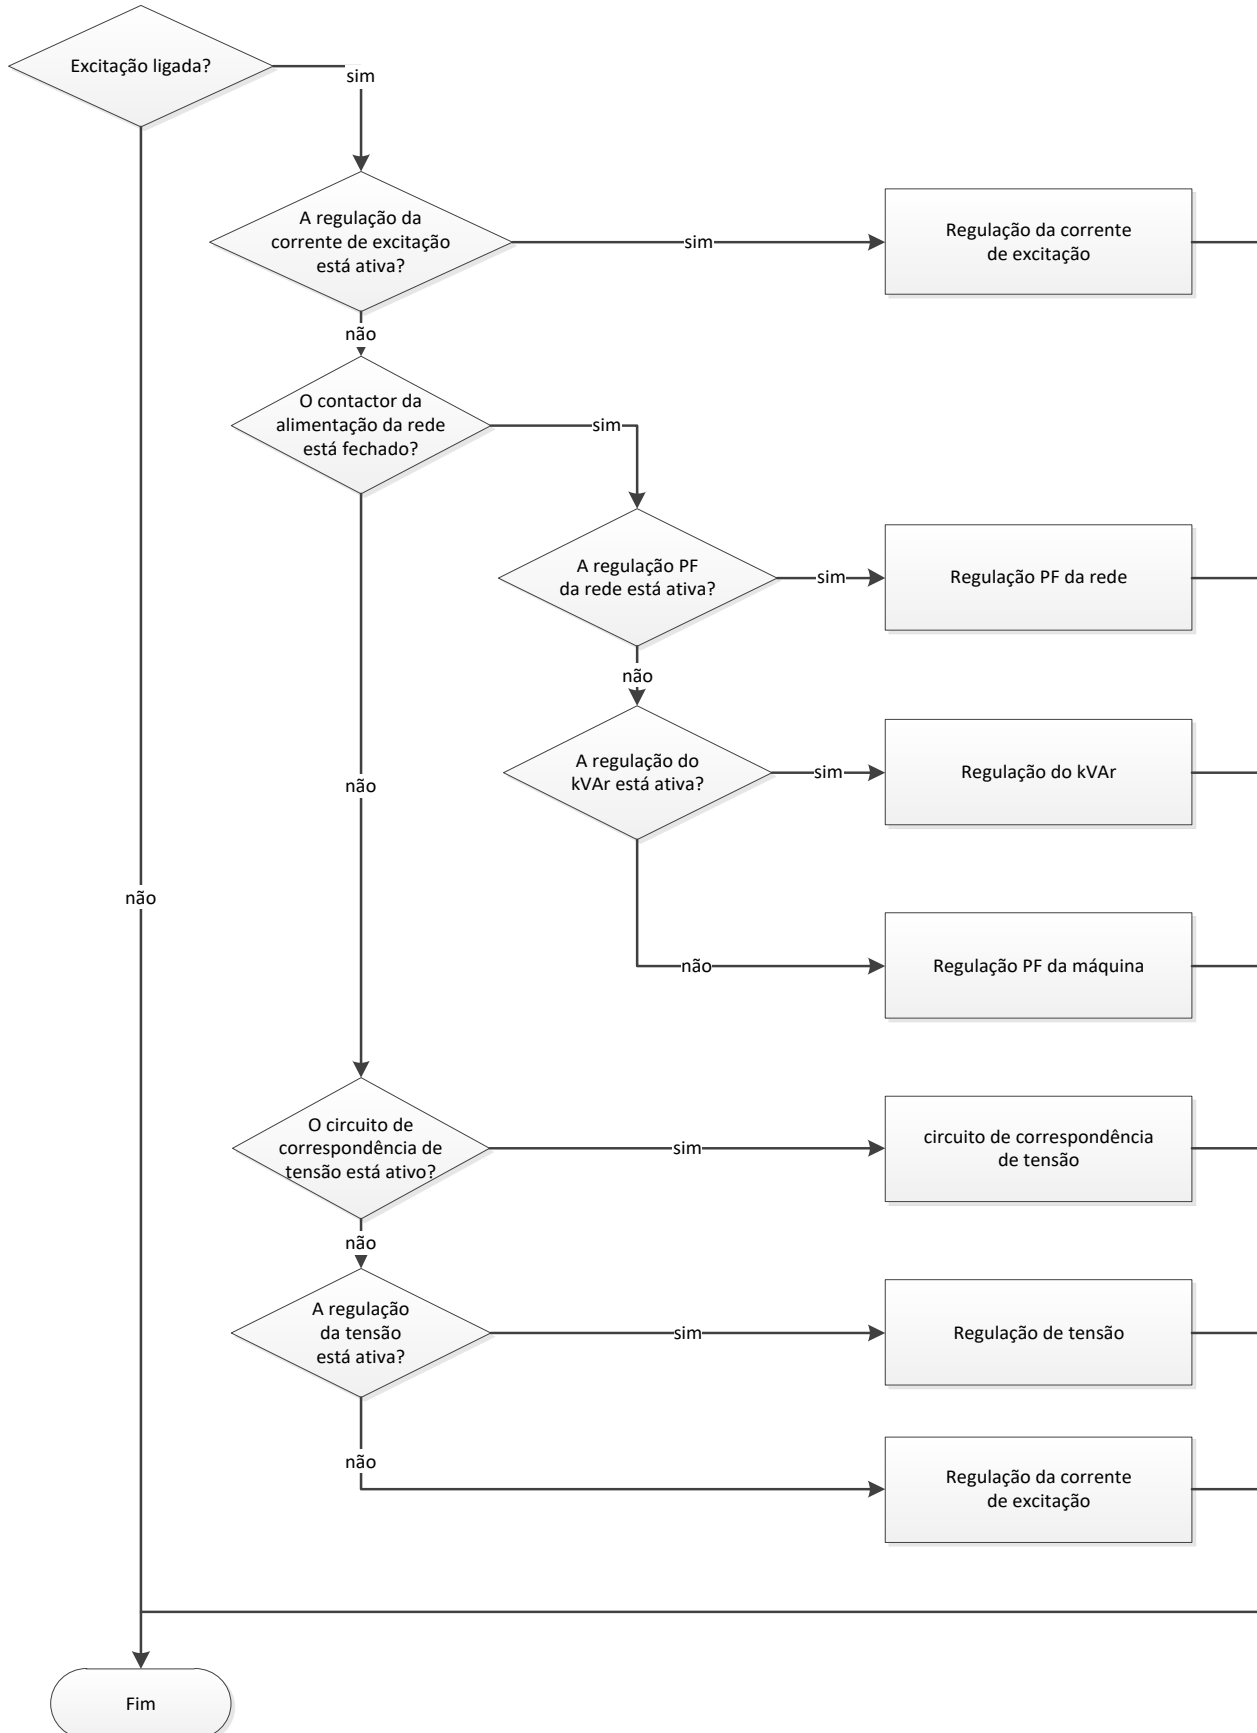 Excitação ligada?
sim
A regulação da
corrente de excitação
está ativa?
sim
Regulação da corrente
de excitação
não
O contactor da
alimentação da rede
está fechado?
sim
A regulação PF
da rede está ativa?
sim
Regulação PF da rede
não
A regulação do
kVAr está ativa?
sim
Regulação do kVAr
não
não
não
Regulação PF da máquina
O circuito de
correspondência de
tensão está ativo?
sim
circuito de correspondência
de tensão
não
A regulação
da tensão
está ativa?
sim
Regulação de tensão
não
Regulação da corrente
de excitação
Fim